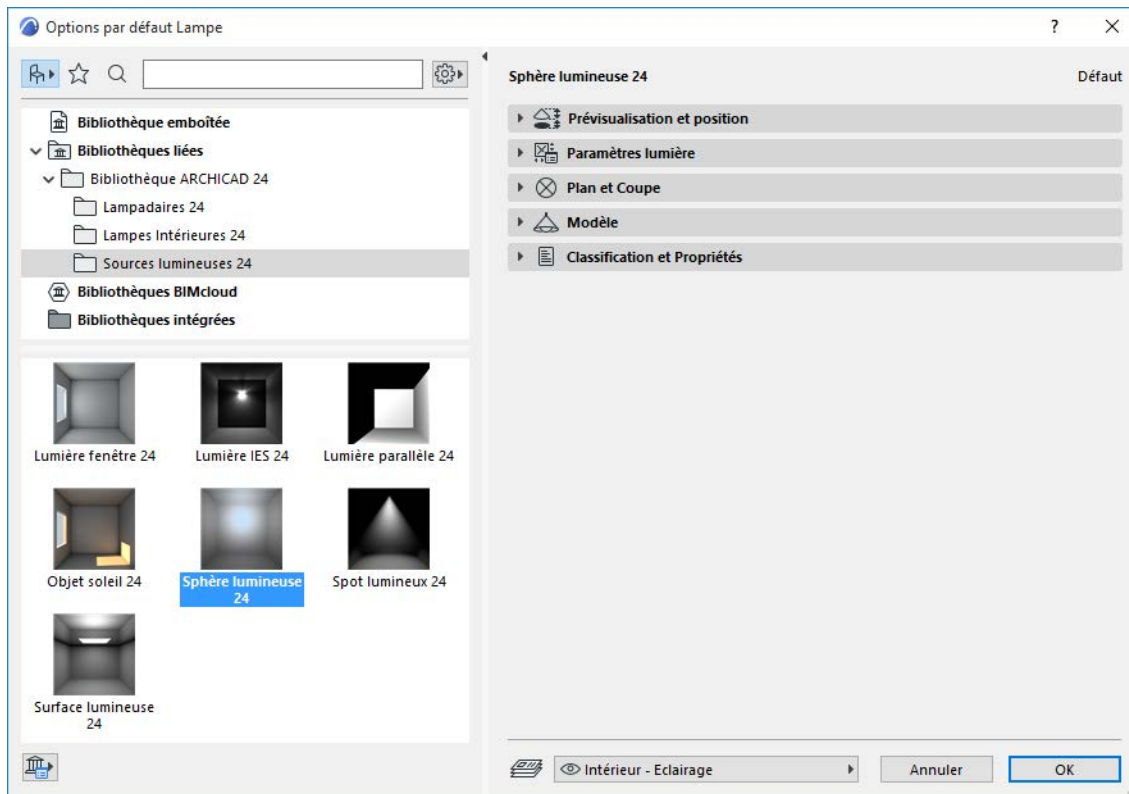 Options par défaut Lampe
?
Bibliothèque emboîtée
Bibliothèques liées
Bibliothèque ARCHICAD 24
Lampadaires 24
Lampes Intérieures 24
Sources lumineuses 24
Bibliothèques BIMcloud
Bibliothèques intégrées
Lumière fenêtre 24
Lumière IES 24
Lumière parallèle 24
Objet soleil 24
Sphère lumineuse
24
Spot lumineux 24
Surface lumineuse
24
Sphère lumineuse 24
Défaut
Prévisualisation et position
Paramètres lumière
Plan et Coupe
Modèle
Classification et Propriétés
Intérieur - Eclairage
Annuler
OK